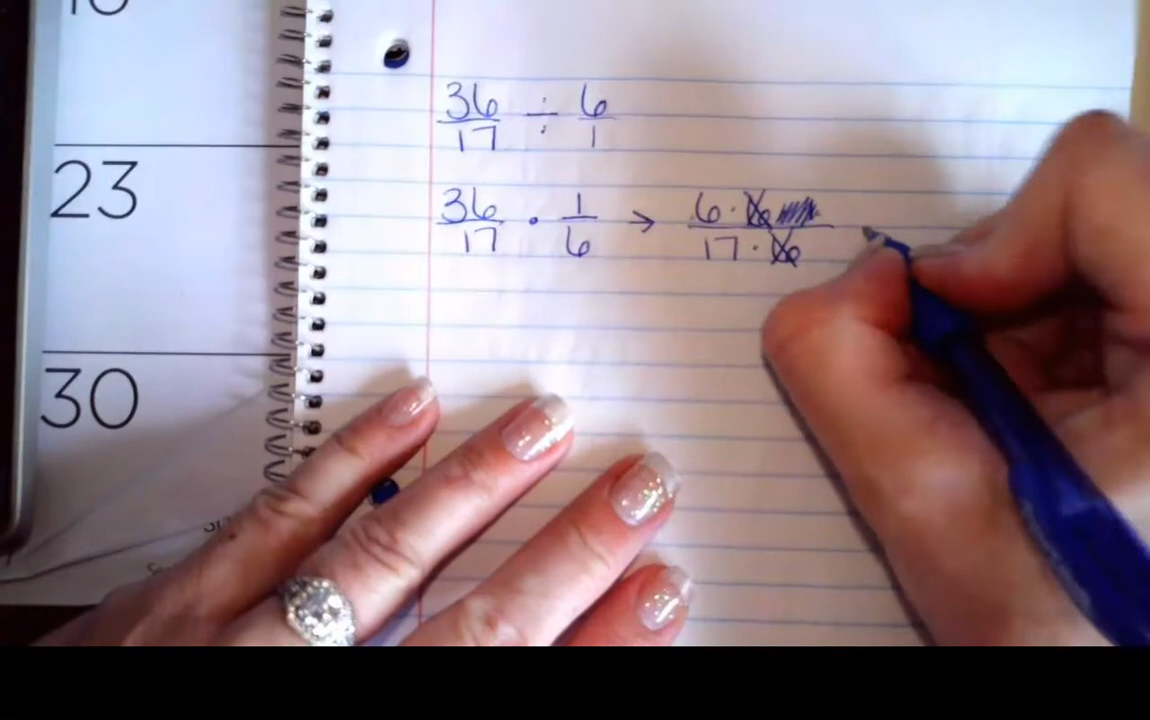 23
30
36/17 ÷ 6/1
36/17 · 1/6 → 6 · 6 / 17 · 6